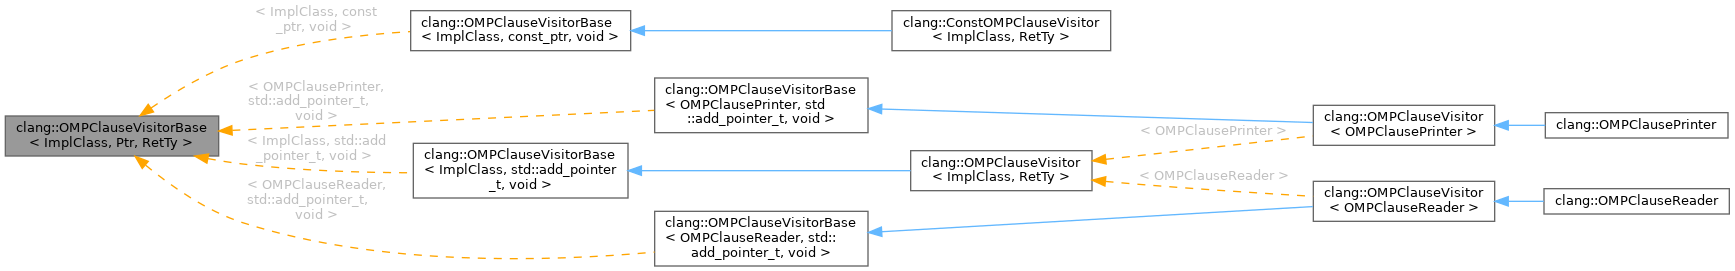 < ImplClass, const
_ptr, void >
clang::OMPClauseVisitorBase
< ImplClass, const_ptr, void >
clang::ConstOMPClauseVisitor
< ImplClass, RetTy >
< OMPClausePrinter,
std::add_pointer_t,
void >
clang::OMPClauseVisitorBase
< OMPClausePrinter, std
::add_pointer_t, void >
clang::OMPClauseVisitorBase
< ImplClass, Ptr, RetTy >
clang::OMPClauseVisitor
< OMPClausePrinter >
clang::OMPClausePrinter
< OMPClausePrinter >
< ImplClass, std::add
_pointer_t, void >
clang::OMPClauseVisitorBase
< ImplClass, std::add_pointer
_t, void >
clang::OMPClauseVisitor
< ImplClass, RetTy >
< OMPClauseReader >
< OMPClauseReader,
std::add_pointer_t,
void >
clang::OMPClauseVisitor
< OMPClauseReader >
clang::OMPClauseReader
clang::OMPClauseVisitorBase
< OMPClauseReader, std::
add_pointer_t, void >